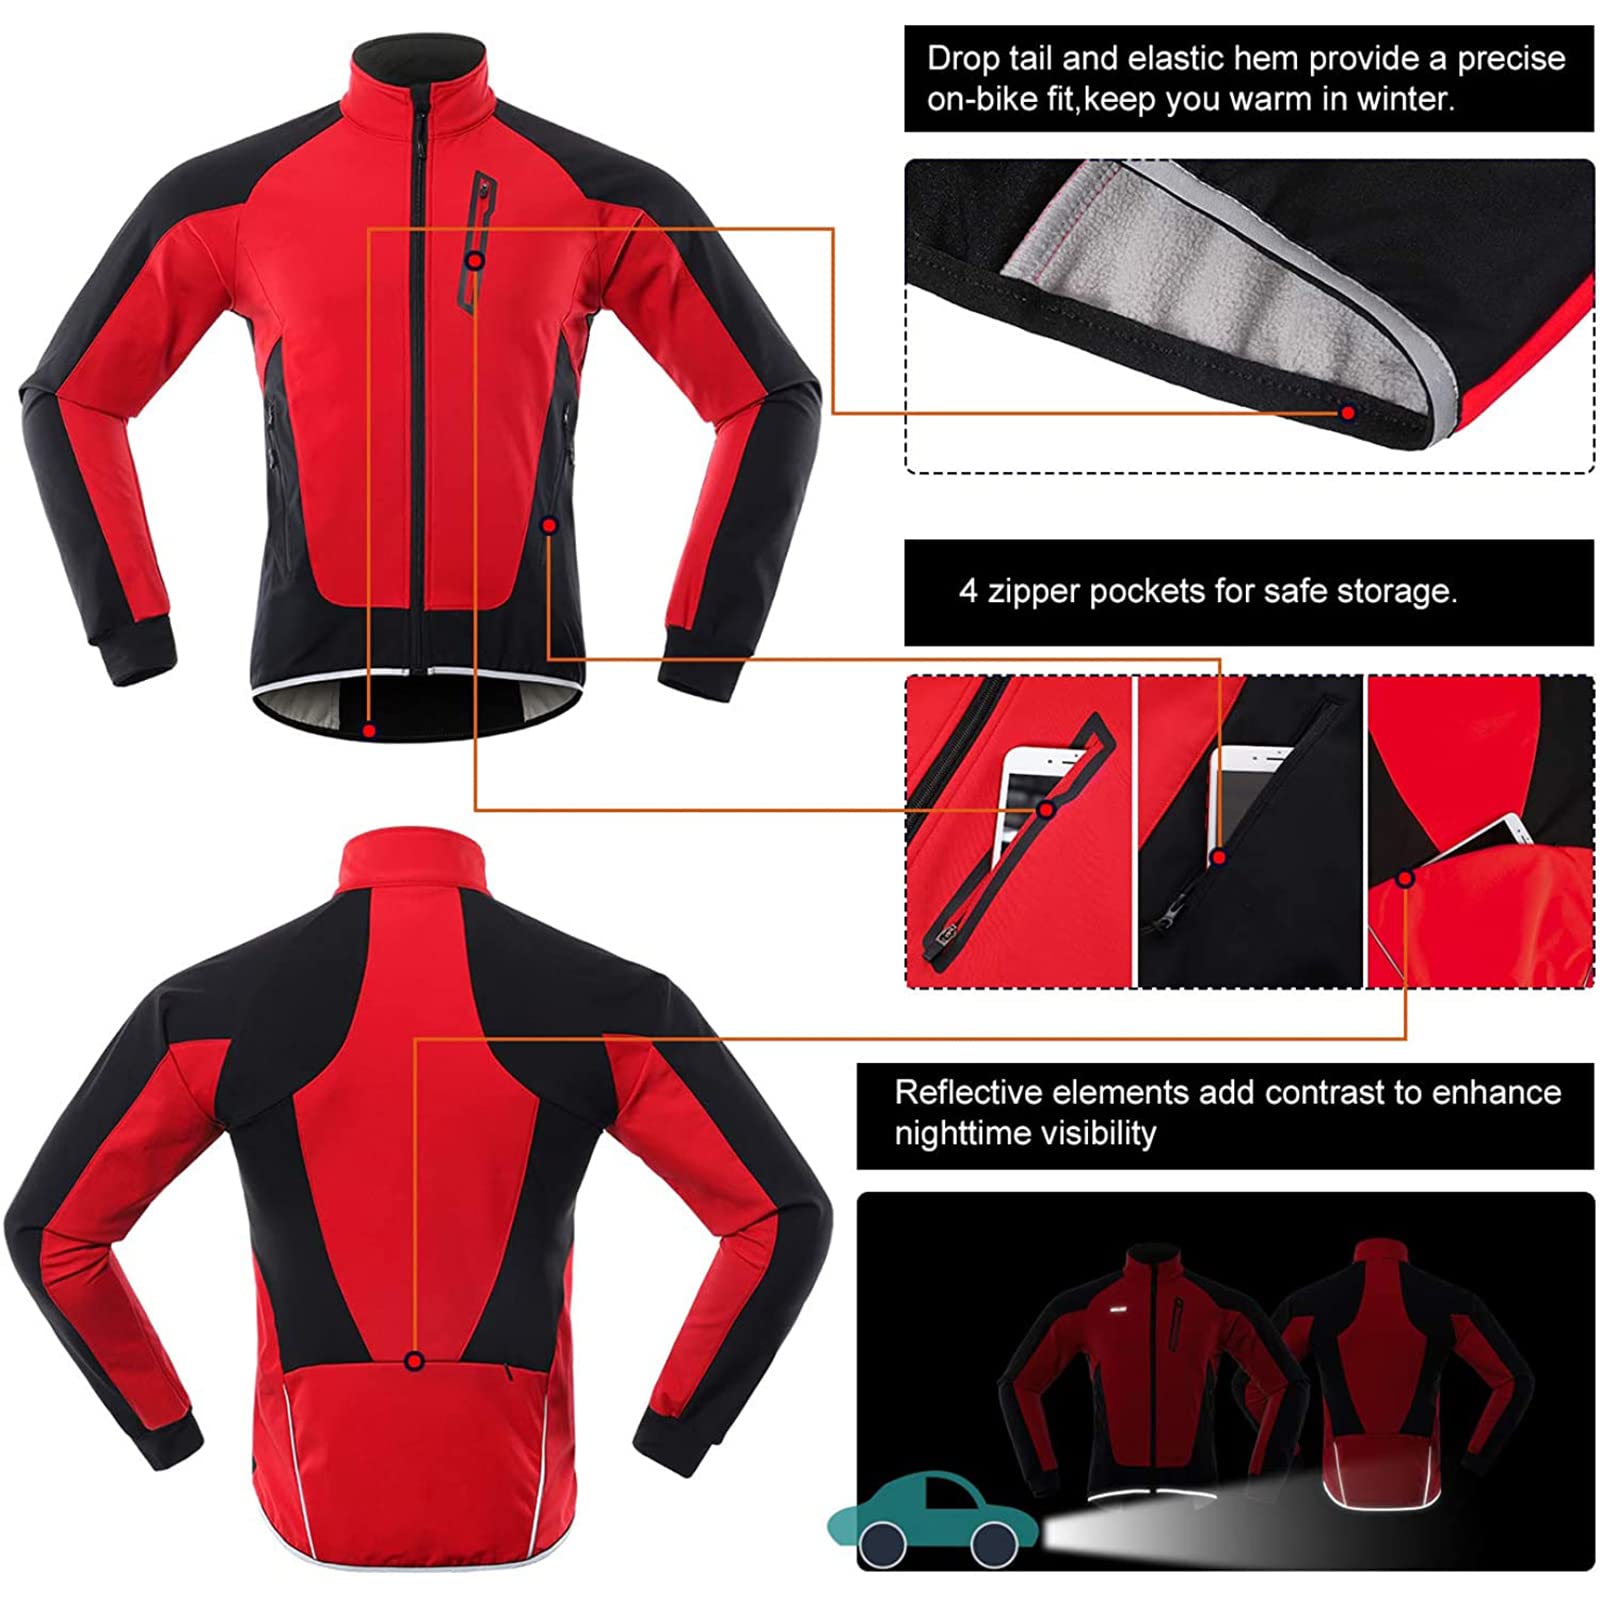 Drop tail and elastic hem provide a precise
on-bike fit,keep you warm in winter.
4 zipper pockets for safe storage.
Reflective elements add contrast to enhance
nighttime visibility